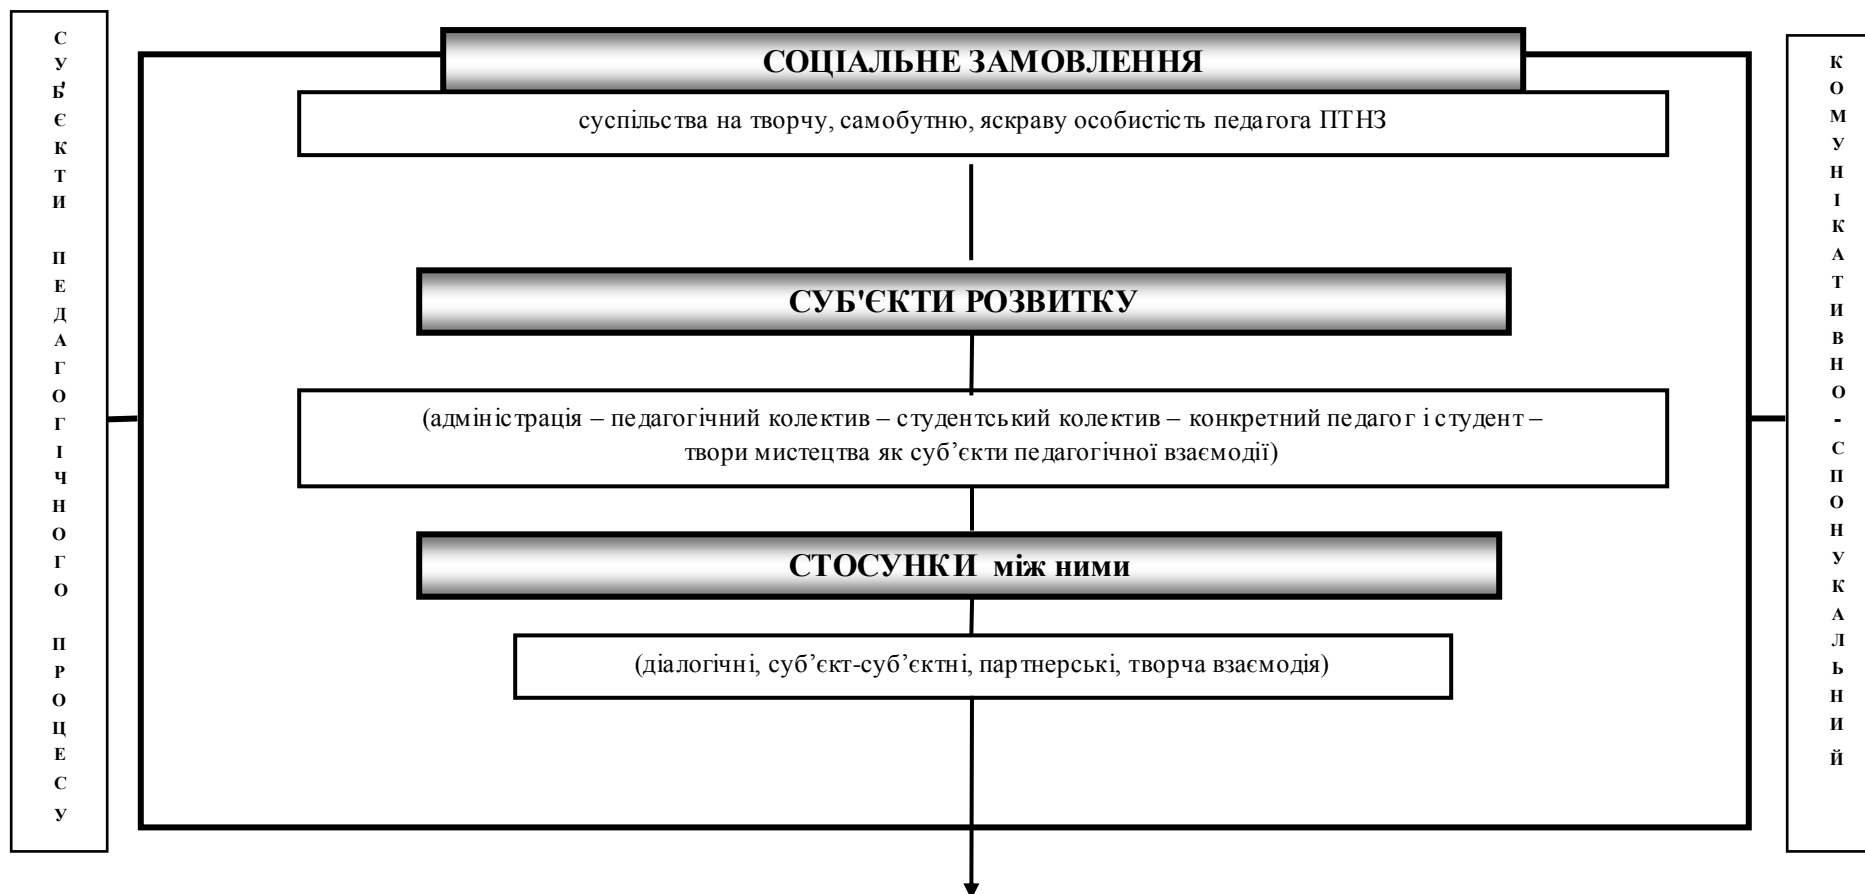 СУБ'ЄКТИ ПЕДАГОГІЧНОГО ПРОЦЕСУ
СОЦІАЛЬНЕ ЗАМОВЛЕННЯ
суспільства на творчу, самобутню, яскраву особистість педагога ПТНЗ
СУБ'ЄКТИ РОЗВИТКУ
(адміністрація – педагогічний колектив – студентський колектив – конкретний педагог і студент –
твори мистецтва як суб’єкти педагогічної взаємодії)
СТОСУНКИ між ними
(діалогічні, суб’єкт-суб’єктні, партнерські, творча взаємодія)
КОМУНІКАТИВНО-СПОНУКАЛЬНИЙ